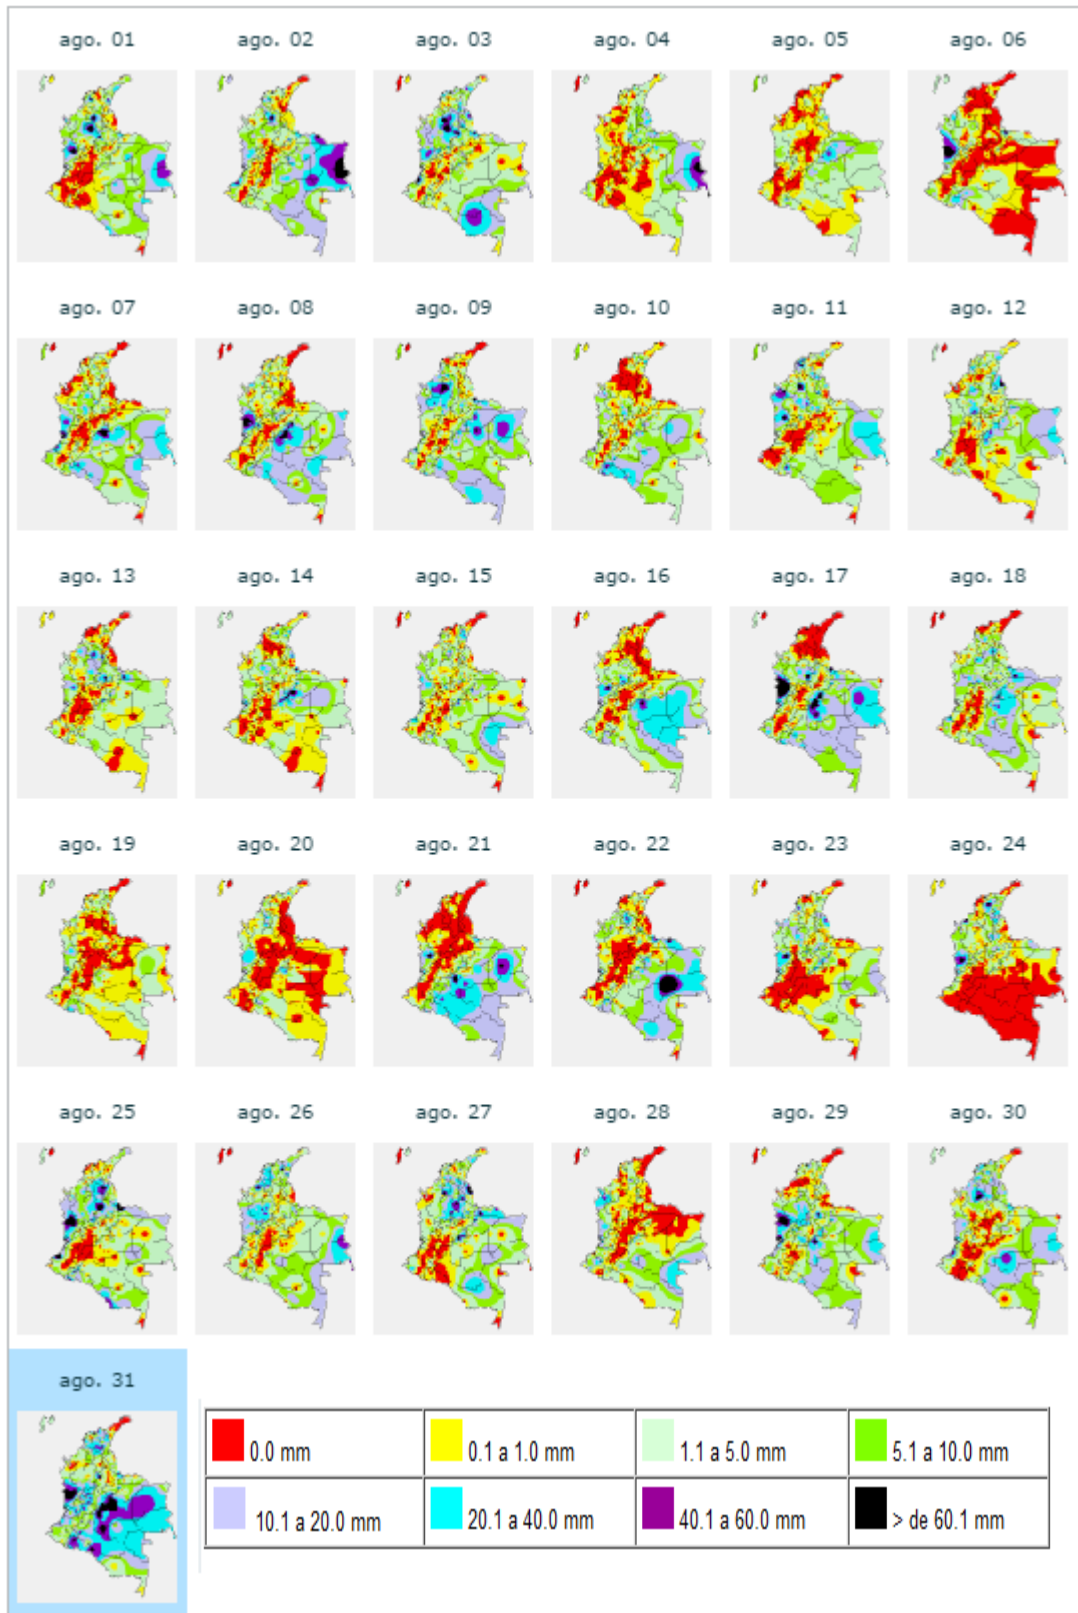 ago. 01 ago. 02 ago. 03 ago. 04 ago. 05 ago. 06
ago. 07 ago. 08 ago. 09 ago. 10 ago. 11 ago. 12
ago. 13 ago. 14 ago. 15 ago. 16 ago. 17 ago. 18
ago. 19 ago. 20 ago. 21 ago. 22 ago. 23 ago. 24
ago. 25 ago. 26 ago. 27 ago. 28 ago. 29 ago. 30
ago. 31
0.0 mm 0.1 a 1.0 mm 1.1 a 5.0 mm 5.1 a 10.0 mm
10.1 a 20.0 mm 20.1 a 40.0 mm 40.1 a 60.0 mm > de 60.1 mm